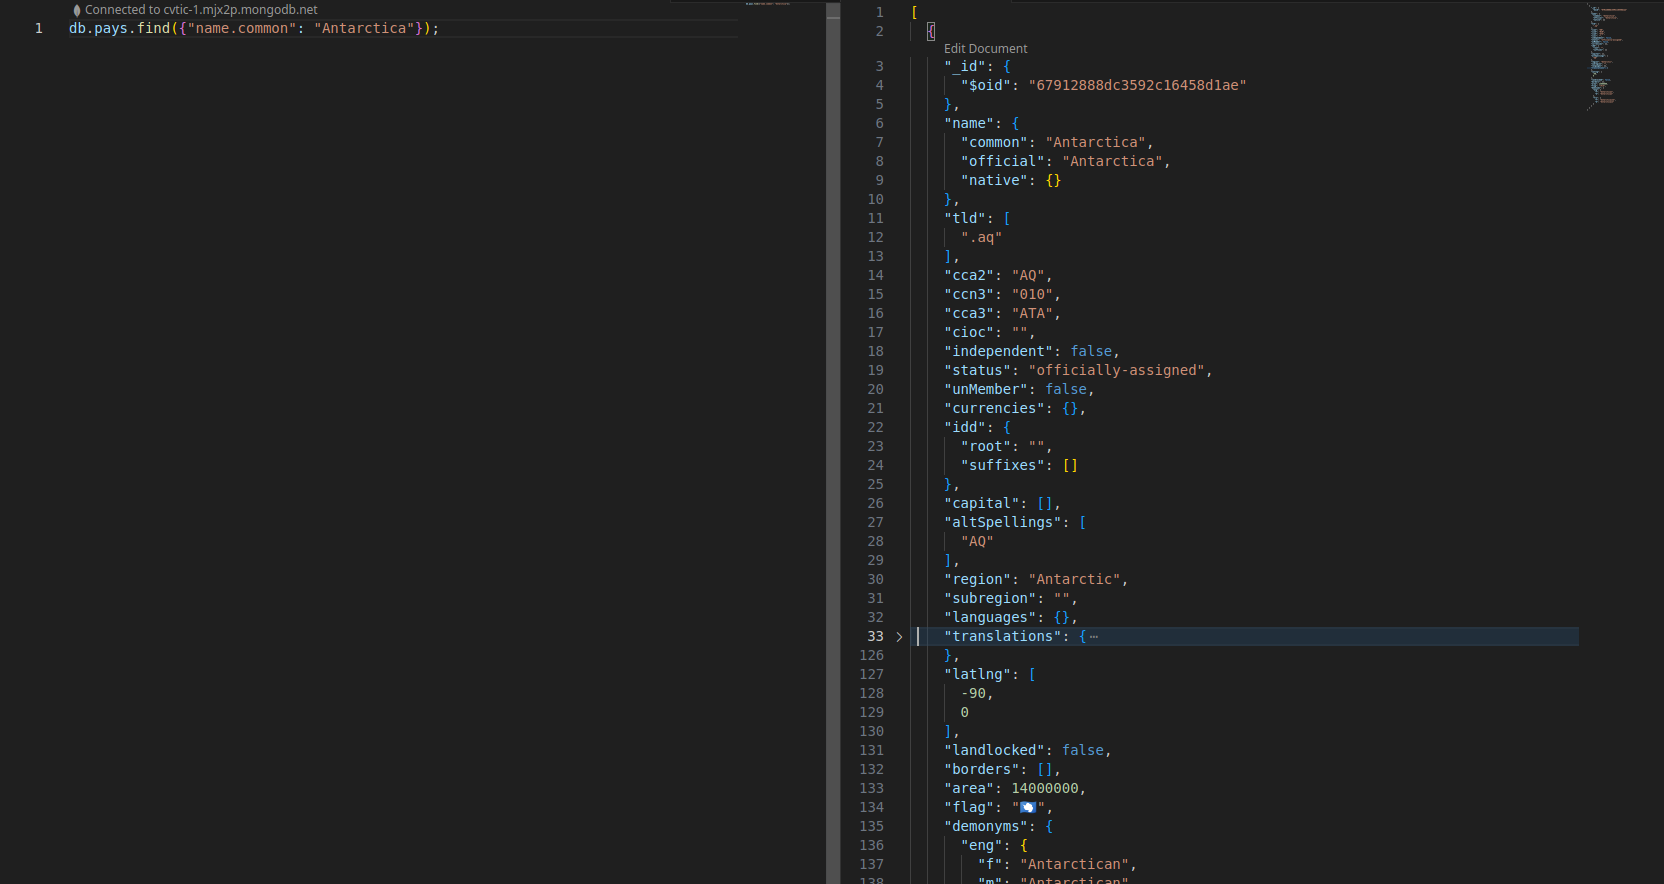 Connected to cvtic-1.mjx2p.mongodb.net
1 db.pays.find({"name.common": "Antarctica"});
1 [
2 {
Edit Document
3 "_id": {
4 "$oid": "67912888dc3592c16458d1ae"
5 },
6 "name": {
7 "common": "Antarctica",
8 "official": "Antarctica",
9 "native": {}
10 },
11 "tld": [
12 ".aq"
13 ],
14 "cca2": "AQ",
15 "ccn3": "010",
16 "cca3": "ATA",
17 "cioc": "",
18 "independent": false,
19 "status": "officially-assigned",
20 "unMember": false,
21 "currencies": {},
22 "idd": {
23 "root": "",
24 "suffixes": []
25 },
26 "capital": [],
27 "altSpellings": [
28 "AQ"
29 ],
30 "region": "Antarctic",
31 "subregion": "",
32 "languages": {},
33 "translations": { ⋯
126 },
127 "latlng": [
128 -90,
129 0
130 ],
131 "landlocked": false,
132 "borders": [],
133 "area": 14000000,
134 "flag": "🇦🇶",
135 "demonyms": {
136 "eng": {
137 "f": "Antarctican",
138 "m": "Antarctican"